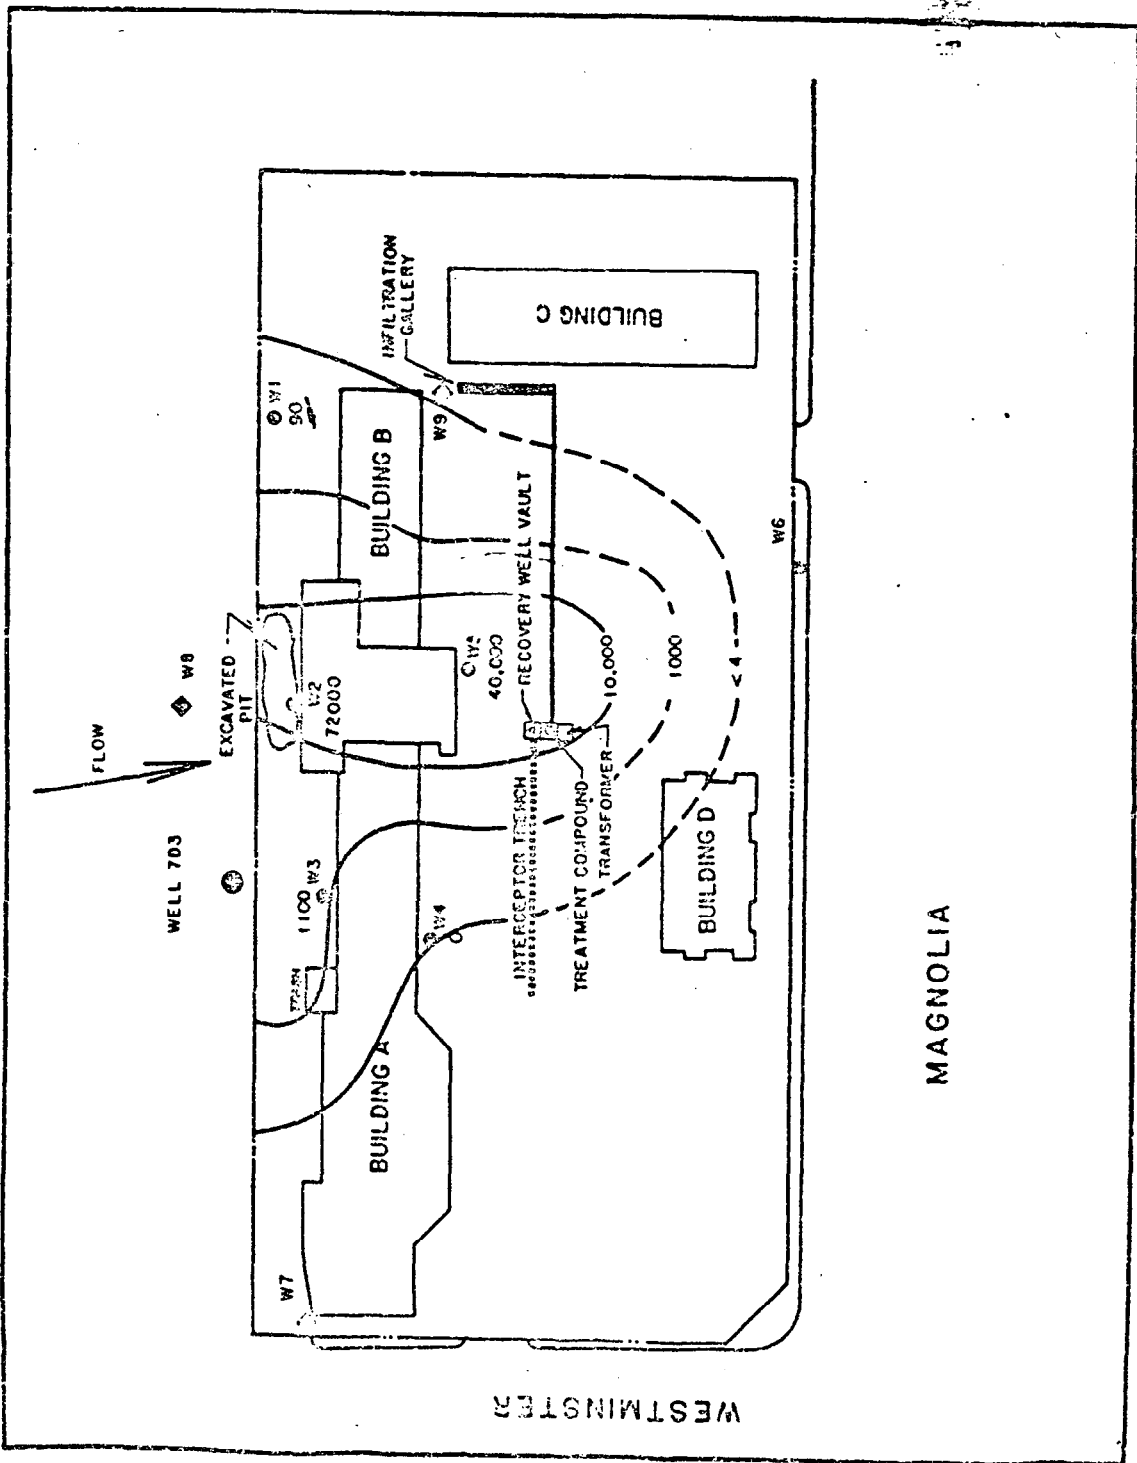 FLOW
WELL 703
W8
EXCAVATED
PIT
W1
90
W2
72000
W3
1100
W7
BUILDING A
BUILDING B
INFILTRATION
GALLERY
W9
BUILDING C
W4
0
40,000
RECOVERY WELL VAULT
INTERCEPTOR TRENCH
TREATMENT COMPOUND
TRANSFORMER
10,000
1000
<4
BUILDING D
W6
WESTMINSTER
MAGNOLIA